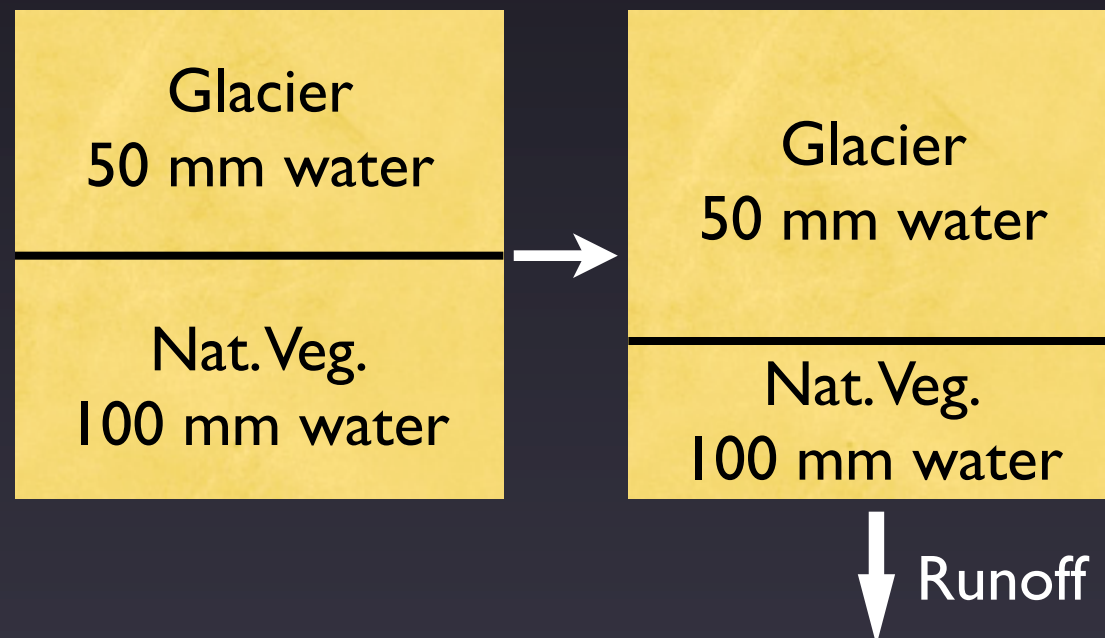 Glacier
50 mm water
Nat. Veg.
100 mm water
Glacier
50 mm water
Nat. Veg.
100 mm water
Runoff